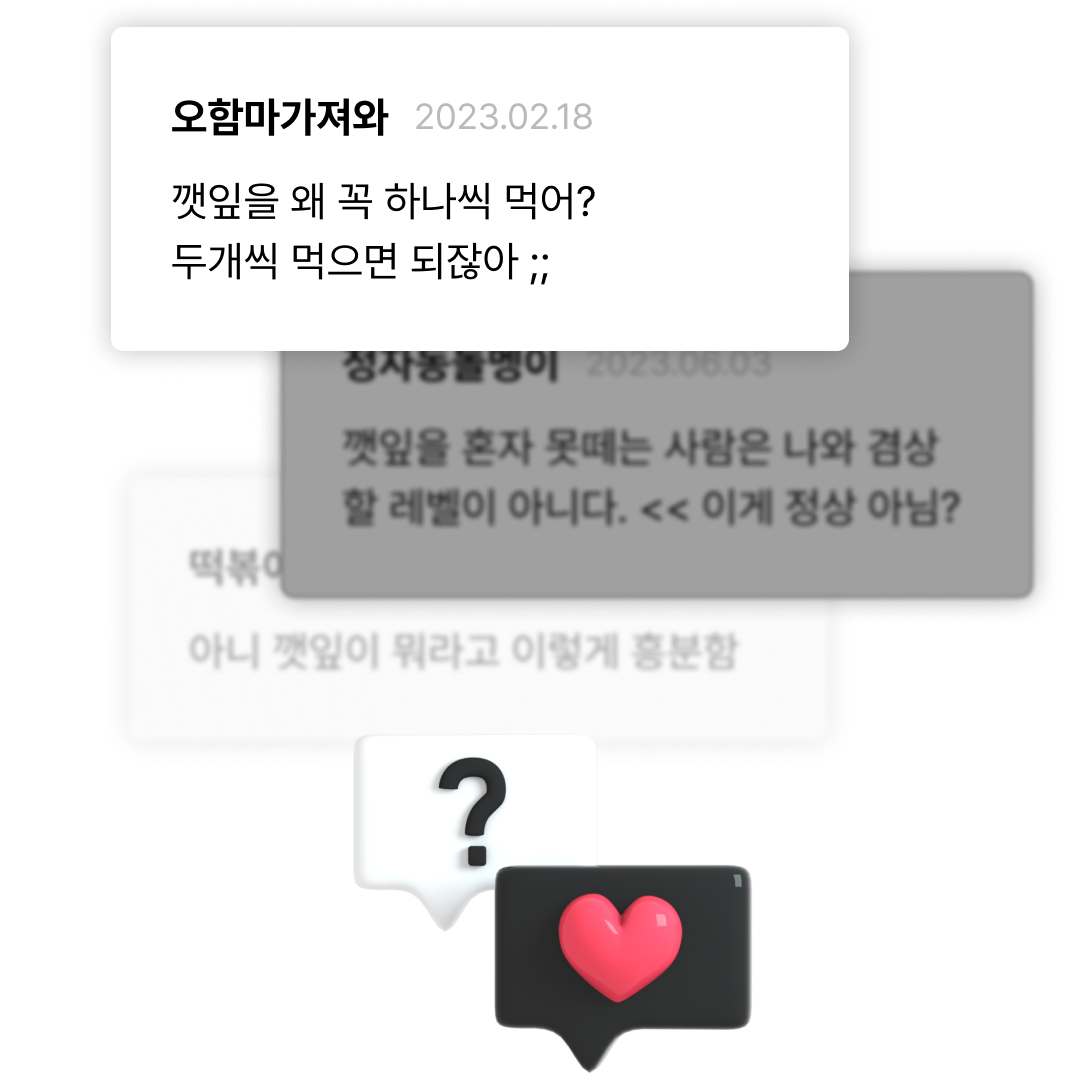 오함마가져와 2023.02.18
깻잎을 왜 꼭 하나씩 먹어?
두개씩 먹으면 되잖아 ;;
정자동돌멩이 2023.06.03
깻잎을 혼자 못떼는 사람은 나와 겸상
할 레벨이 아니다. << 이게 정상 아님?
아니 깻잎이 뭐라고 이렇게 흥분함
?